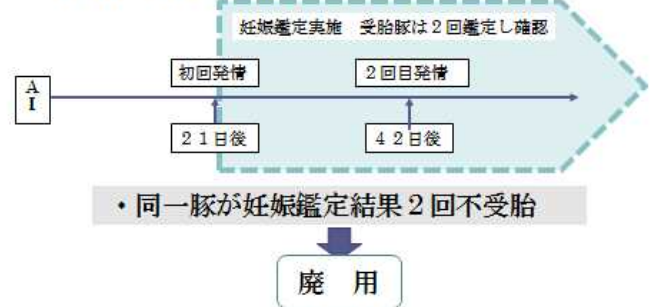 妊娠鑑定実施　受胎豚は２回鑑定し確認
初回発情
２回目発情
AI
２１日後
４２日後
・同一豚が妊娠鑑定結果２回不受胎
廃　用